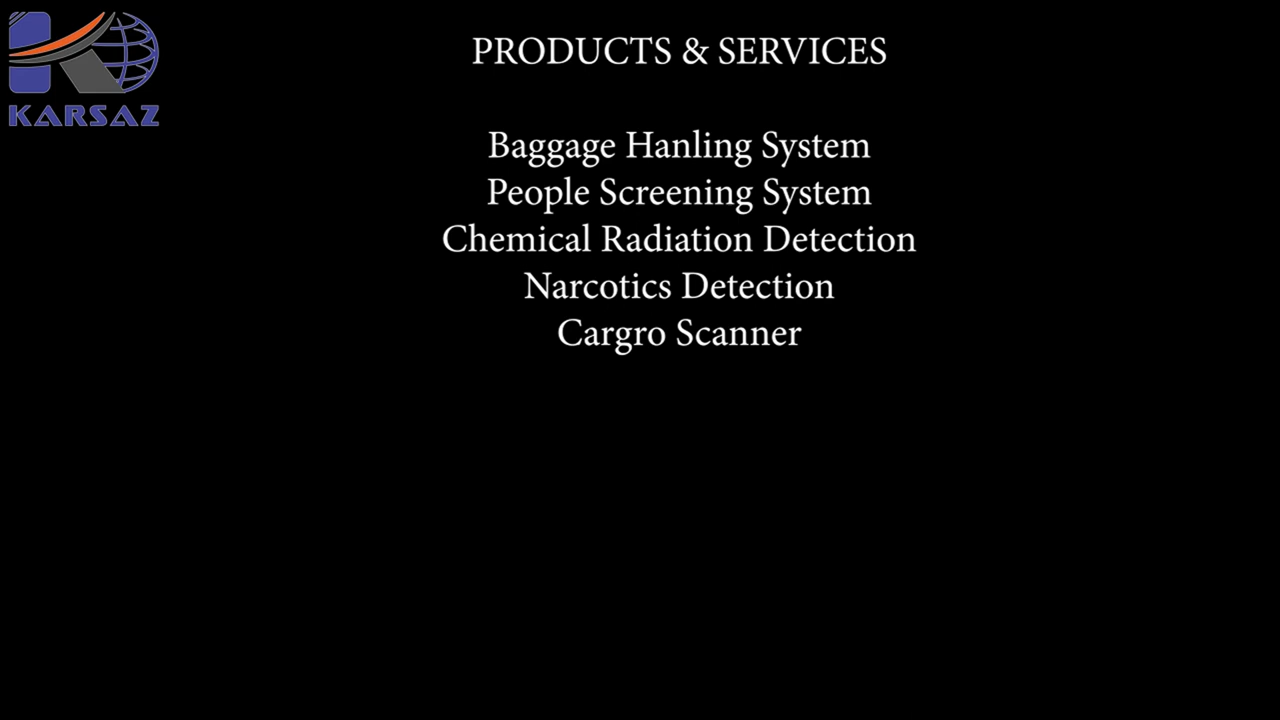 KARSAZ
PRODUCTS & SERVICES
Baggage Hanling System
People Screening System
Chemical Radiation Detection
Narcotics Detection
Cargro Scanner